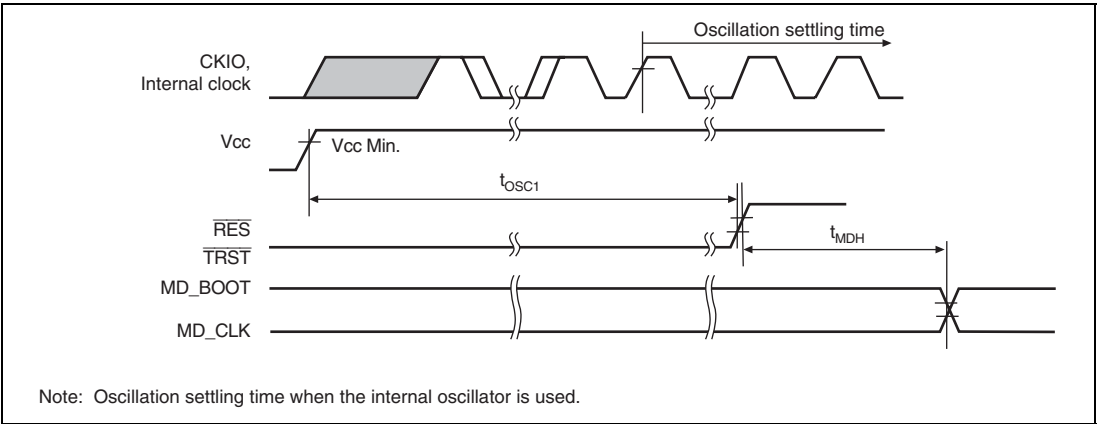 Oscillation settling time
CKIO,
Internal clock
Vcc
Vcc Min.
tOSC1
RES
TRST
tMDH
MD_BOOT
MD_CLK
Note: Oscillation settling time when the internal oscillator is used.